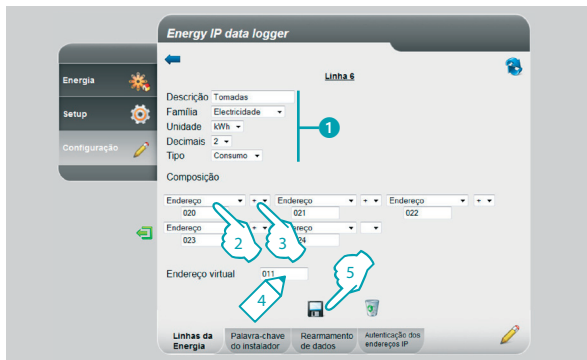 Energy IP data logger
Energia
Setup
Configuração
Linha 6
Descrição Tomadas
Família Electricidade
Unidade kWh
Decimais 2
Tipo Consumo
1
Composição
Endereço + Endereço + Endereço +
020 021 022
Endereço + ereço
023 24
2 3
Endereço virtual 011
4 5
Linhas da Energia
Palavra-chave do instalador
Rearmamento de dados
Autenticação dos endereços IP